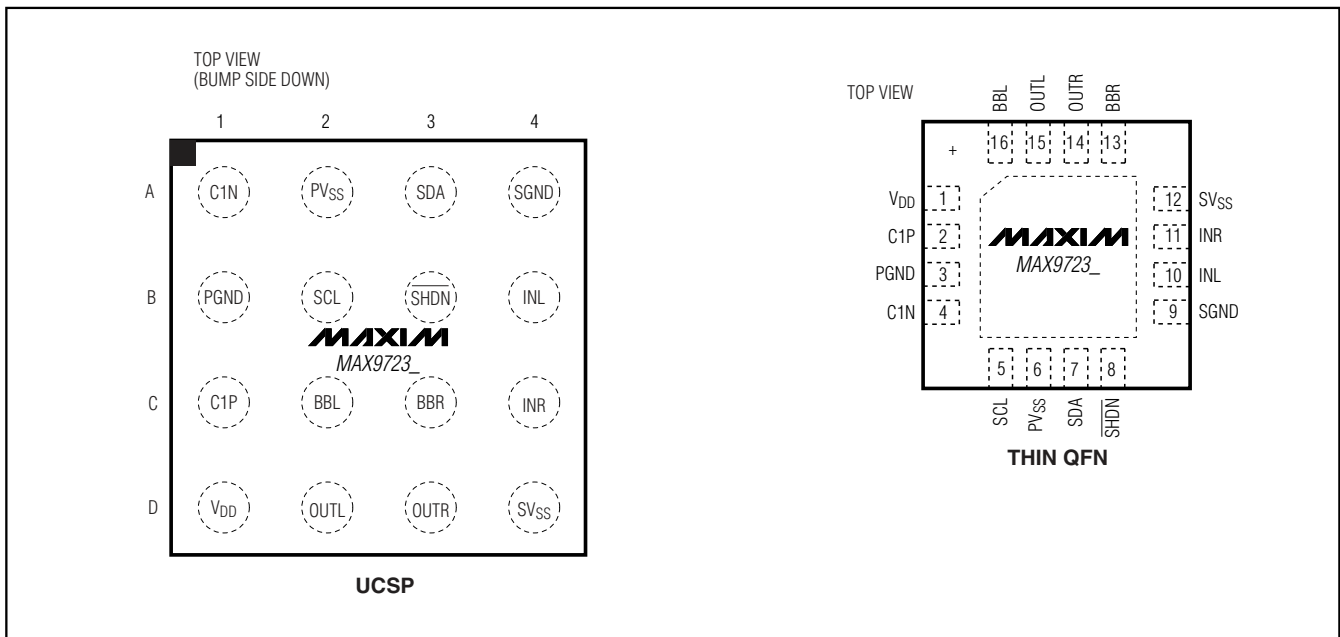 TOP VIEW
(BUMP SIDE DOWN)
1 2 3 4
A C1N PVSS SDA SGND
B PGND SCL SHDN INL
MAXIM
MAX9723_
C C1P BBL BBR INR
D VDD OUTL OUTR SVSS
UCSP
TOP VIEW
BBL OUTL OUTR BBR
16 15 14 13
+
VDD 1 12 SVSS
C1P 2 11 INR
MAXIM
MAX9723_
PGND 3 10 INL
C1N 4 9 SGND
5 6 7 8
SCL PVSS SDA SHDN
THIN QFN